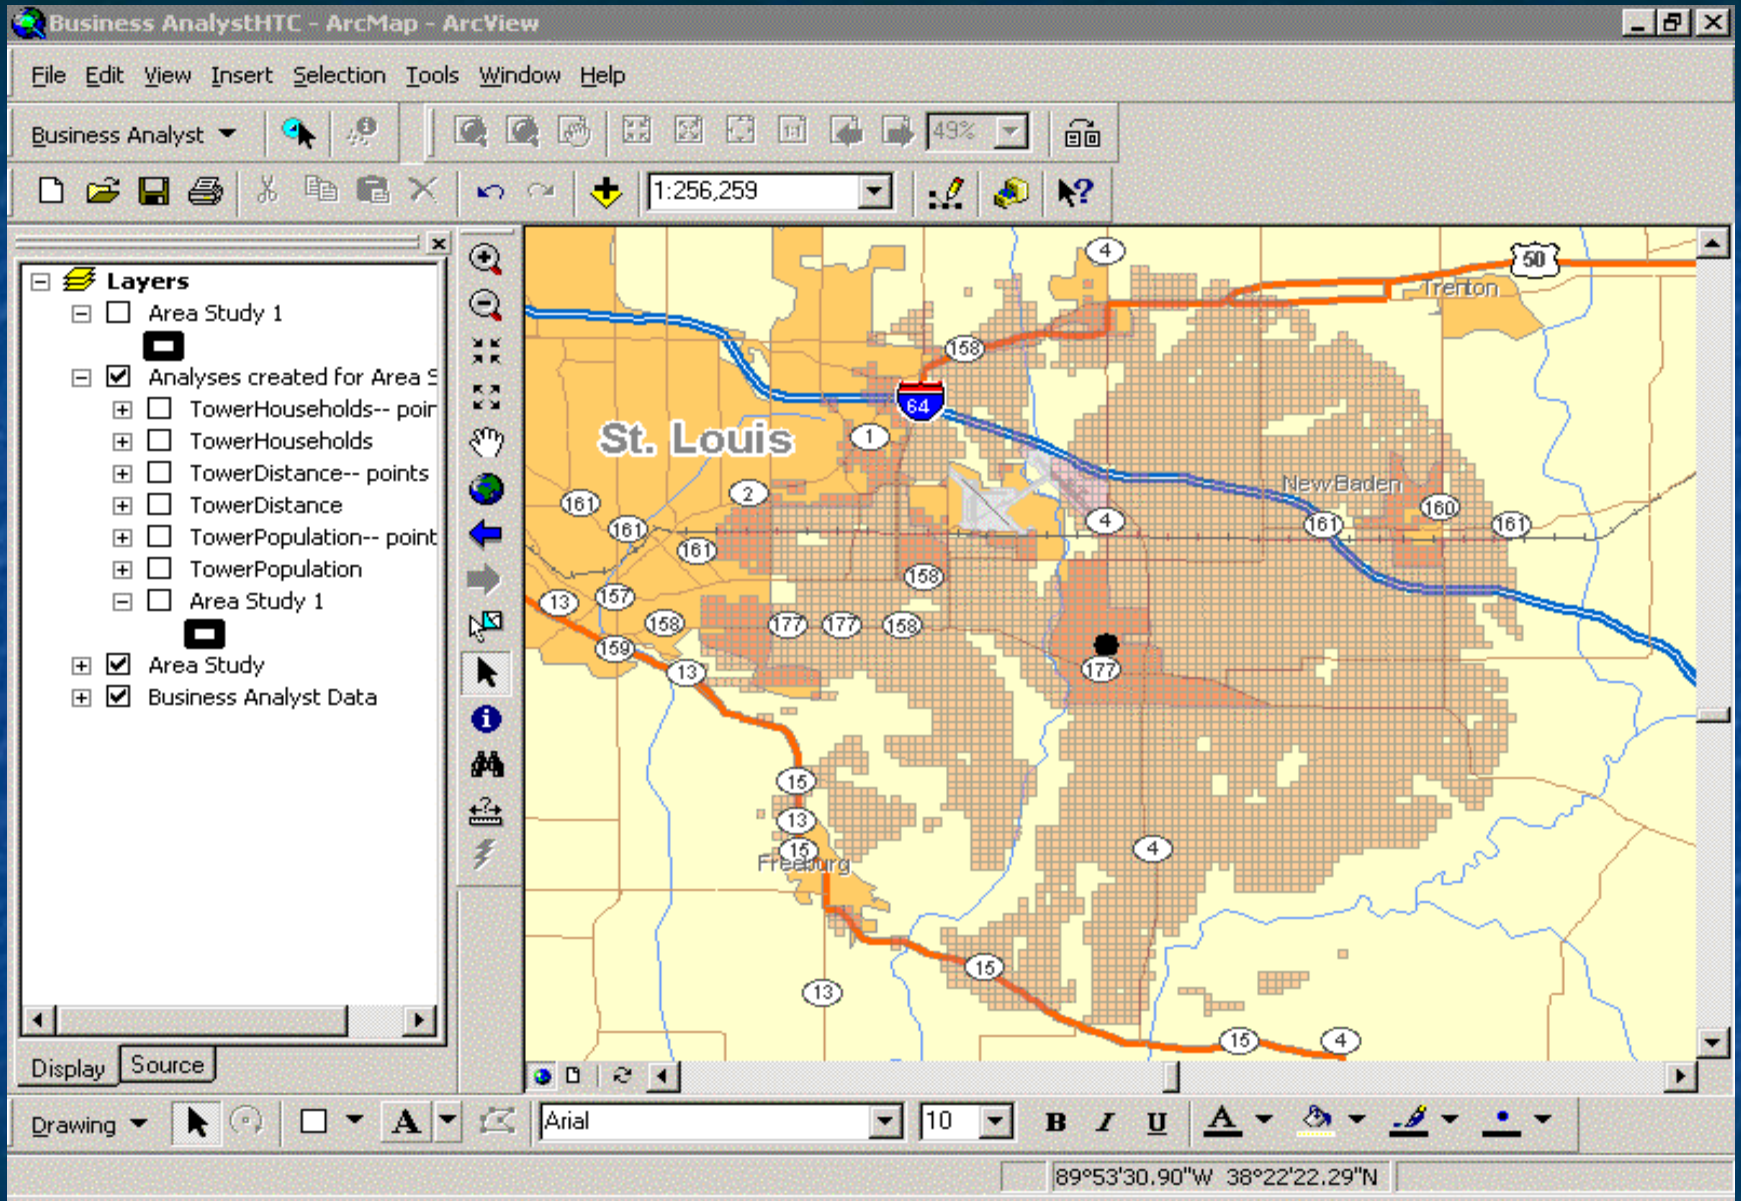 Business AnalystHTC - ArcMap - ArcView
File Edit View Insert Selection Tools Window Help
Business Analyst
1:1
49%
1:256,259
Layers
Area Study 1
Analyses created for Area S
TowerHouseholds-- poin
TowerHouseholds
TowerDistance-- points
TowerDistance
TowerPopulation-- point
TowerPopulation
Area Study 1
Area Study
Business Analyst Data
Display Source
4
50
Trenton
158
64
St. Louis
1
2
New Baden
161
161
161
4
161
160
161
158
13
157
158
177
177
158
159
13
177
15
13
15
Freeburg
4
15
13
15
4
Drawing
A
Arial
10
B I U A
89°53'30.90"W 38°22'22.29"N